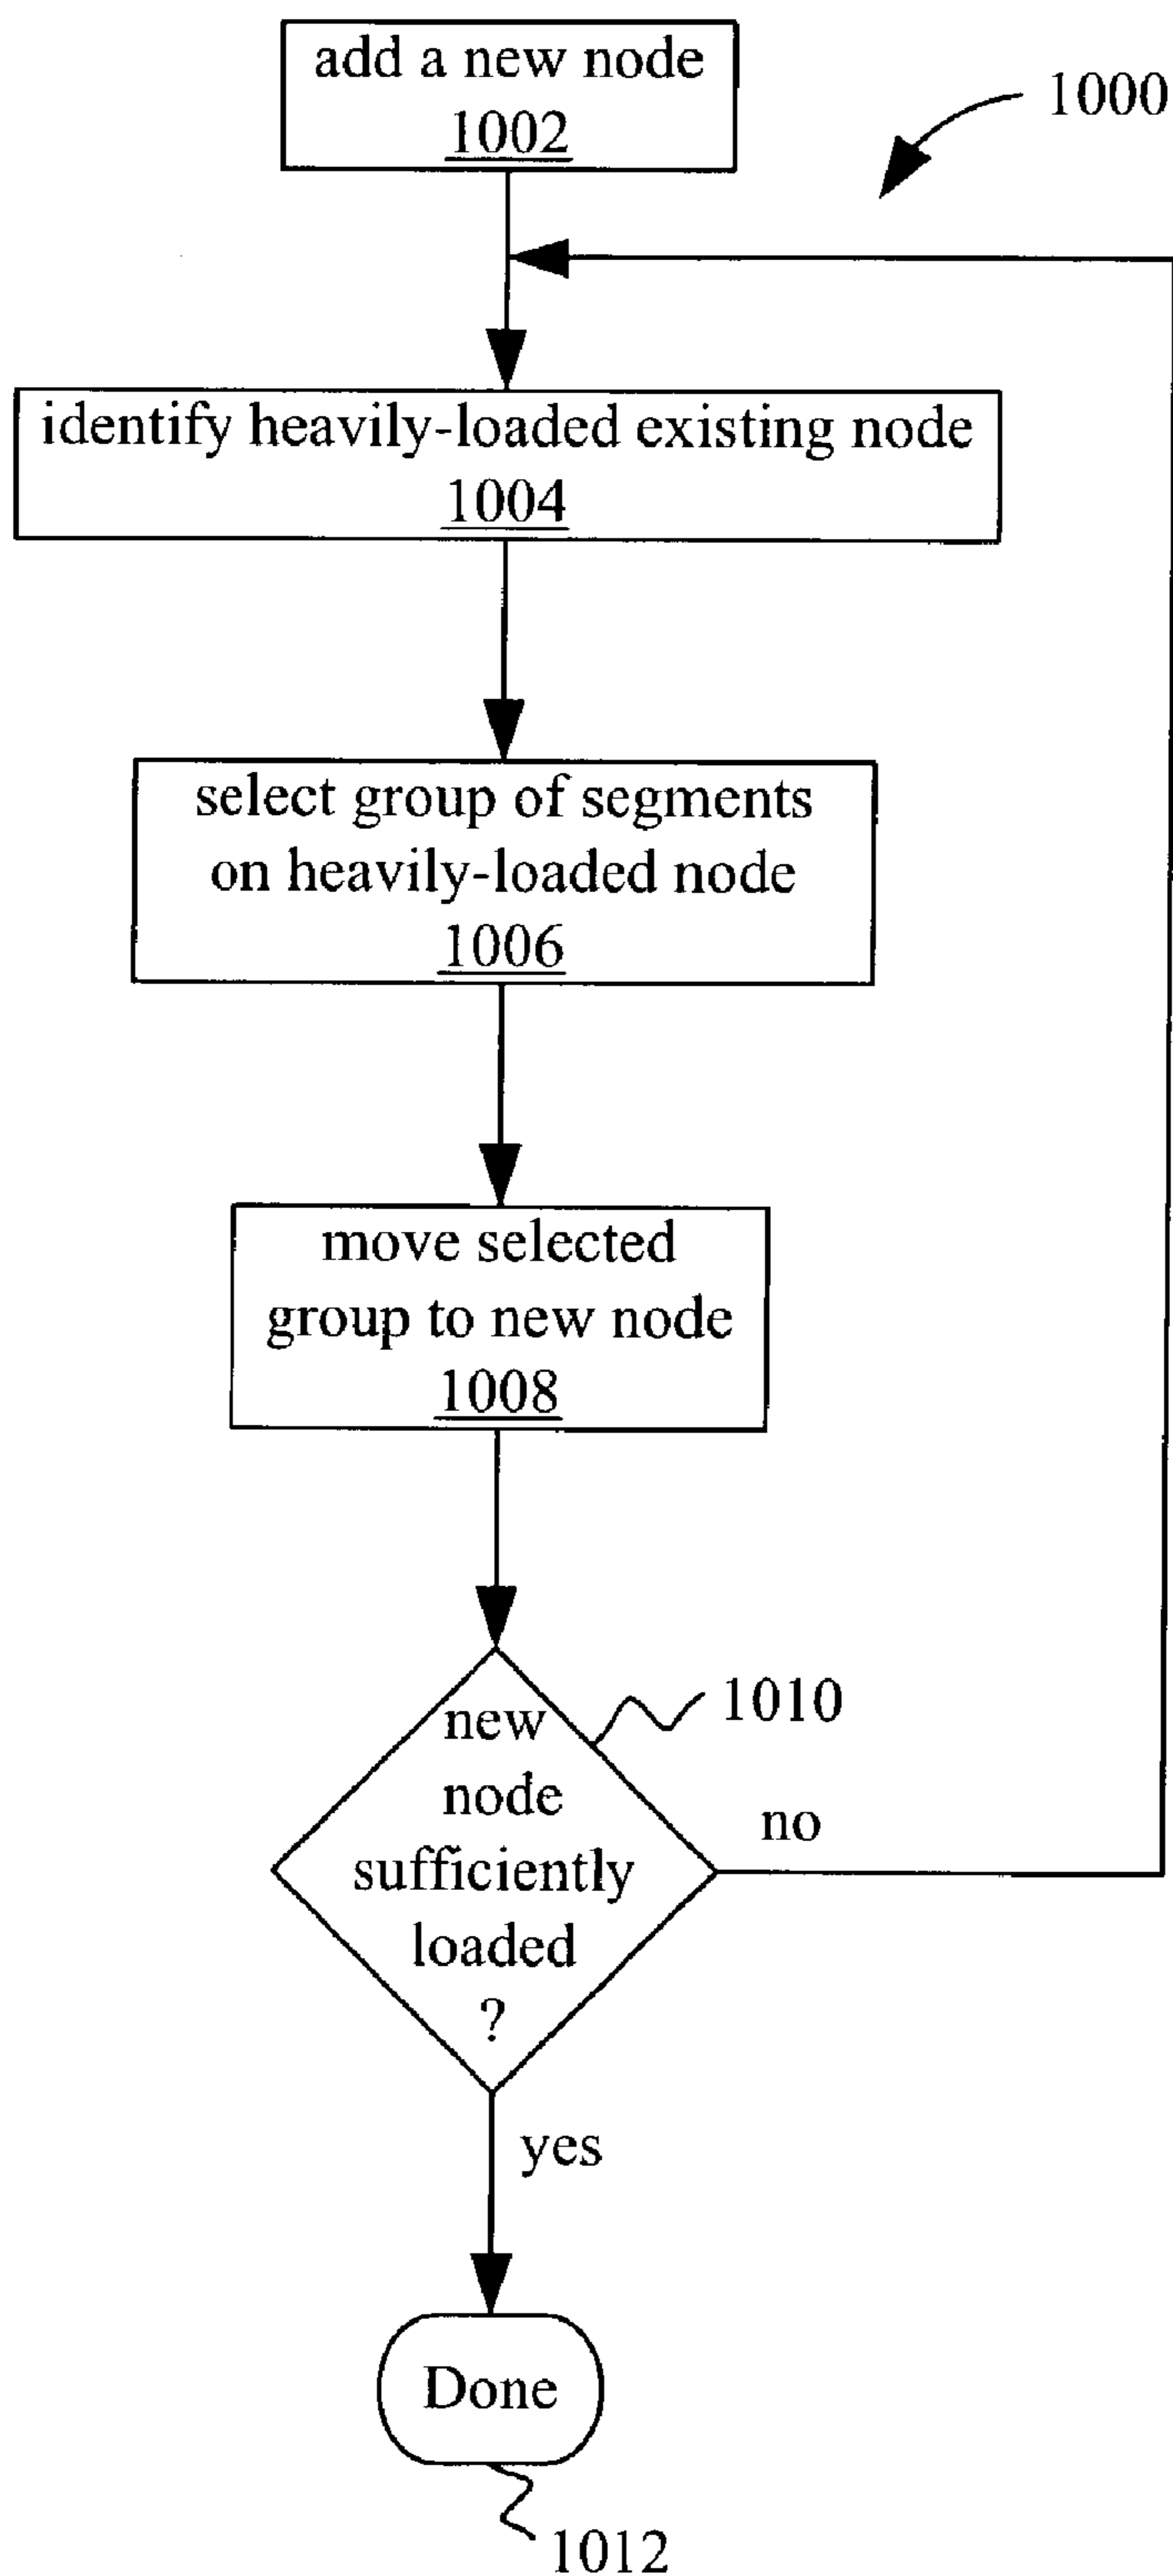 add a new node
1002
1000
identify heavily-loaded existing node
1004
select group of segments
on heavily-loaded node
1006
move selected
group to new node
1008
1010
new
node
sufficiently
loaded
?
no
yes
Done
1012